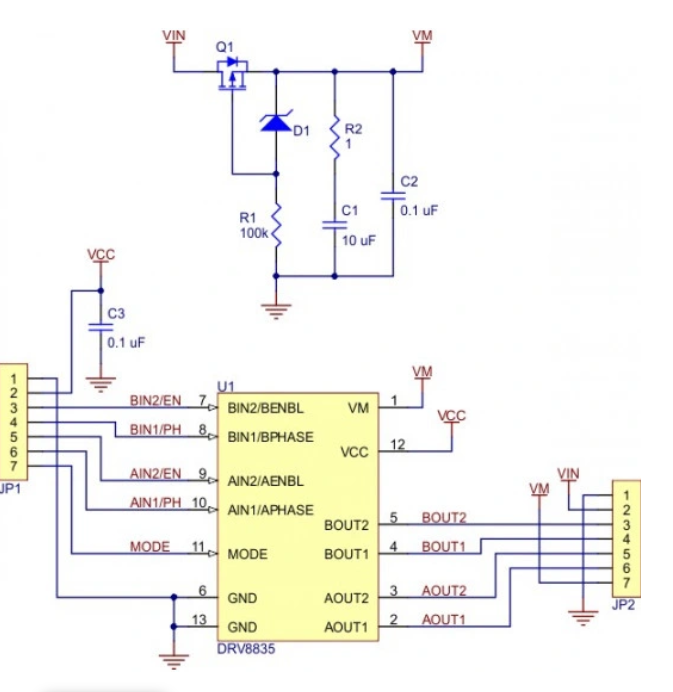 VIN
VM
Q1
D1
R2
1
C2
0.1 uF
R1
100k
C1
10 uF
VCC
C3
0.1 uF
VM
VCC
U1
1
2
3
4
5
6
7
JP1
BIN2/EN 7 BIN2/BENBL VM 1
BIN1/PH 8 BIN1/BPHASE
VCC 12
AIN2/EN 9 AIN2/AENBL
AIN1/PH 10 AIN1/APHASE
BOUT2 5 BOUT2
MODE 11 MODE BOUT1 4 BOUT1
6 GND AOUT2 3 AOUT2
13 GND AOUT1 2 AOUT1
DRV8835
VM
VIN
1
2
3
4
5
6
7
JP2